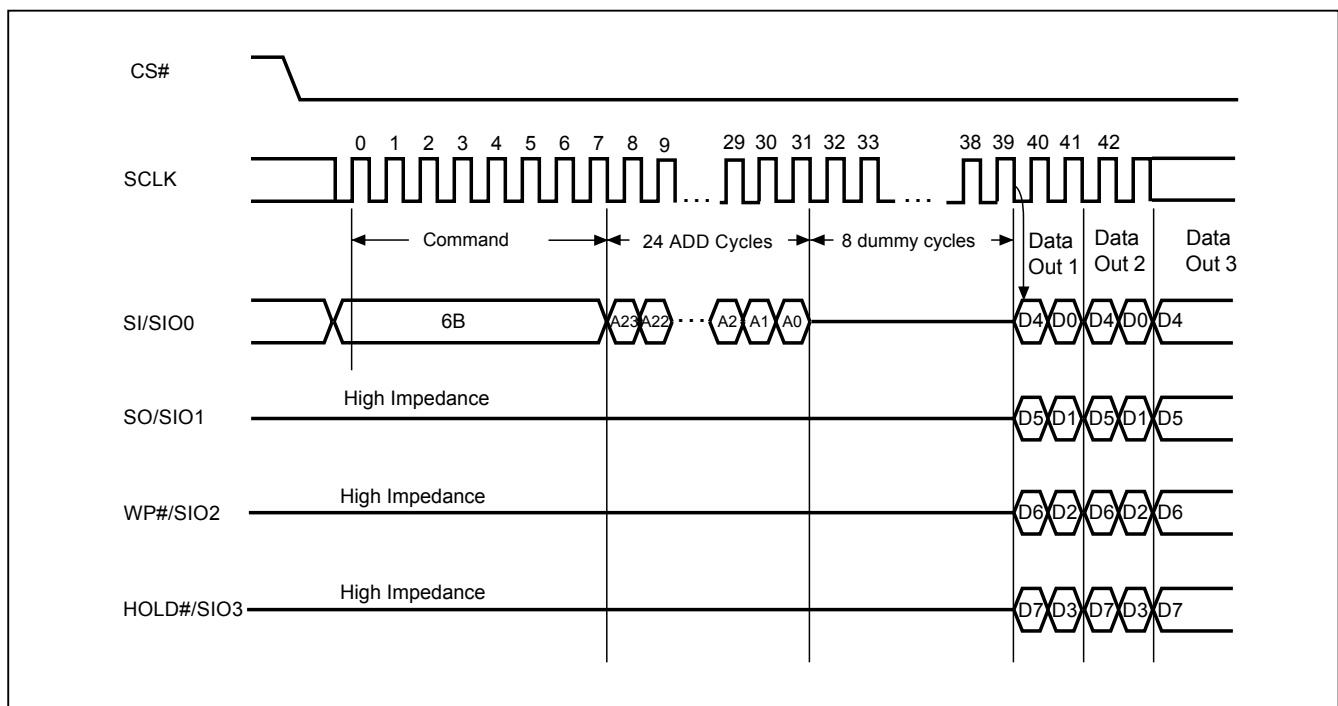 CS#
0 1 2 3 4 5 6 7 8 9 29 30 31 32 33 38 39 40 41 42
SCLK
Command 24 ADD Cycles 8 dummy cycles Data Out 1 Data Out 2 Data Out 3
SI/SIO0 6B A23 A22 A2 A1 A0 D4 D0 D4 D0 D4
High Impedance
SO/SIO1 D5 D1 D5 D1 D5
High Impedance
WP#/SIO2 D6 D2 D6 D2 D6
High Impedance
HOLD#/SIO3 D7 D3 D7 D3 D7